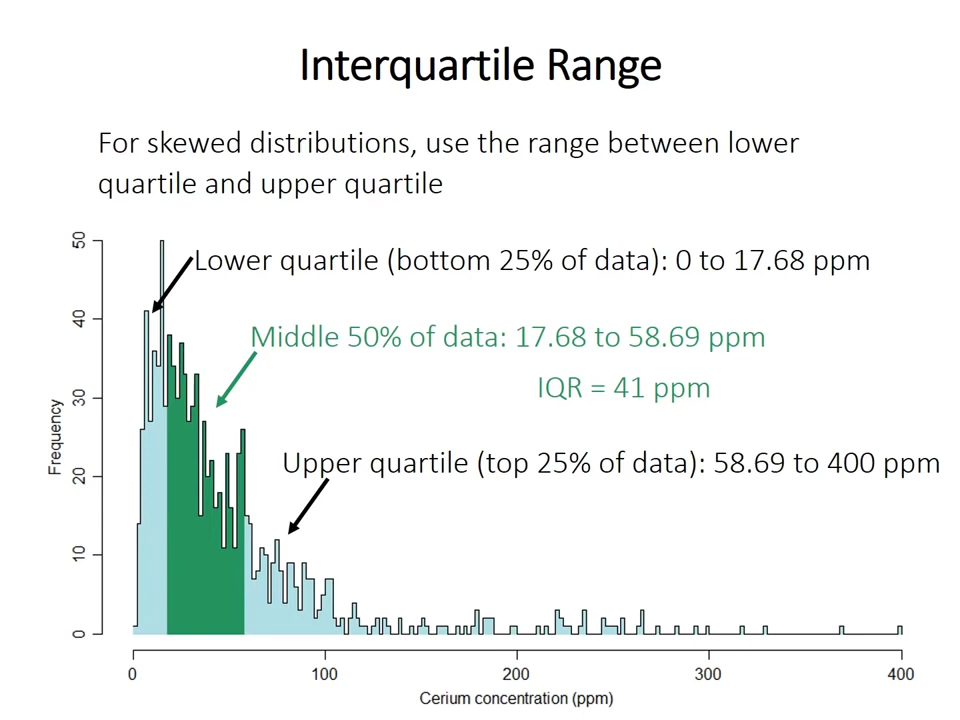 Interquartile Range
For skewed distributions, use the range between lower
quartile and upper quartile
Lower quartile (bottom 25% of data): 0 to 17.68 ppm
Middle 50% of data: 17.68 to 58.69 ppm
IQR = 41 ppm
Upper quartile (top 25% of data): 58.69 to 400 ppm
Frequency
50
40
30
20
10
0
0 100 200 300 400
Cerium concentration (ppm)